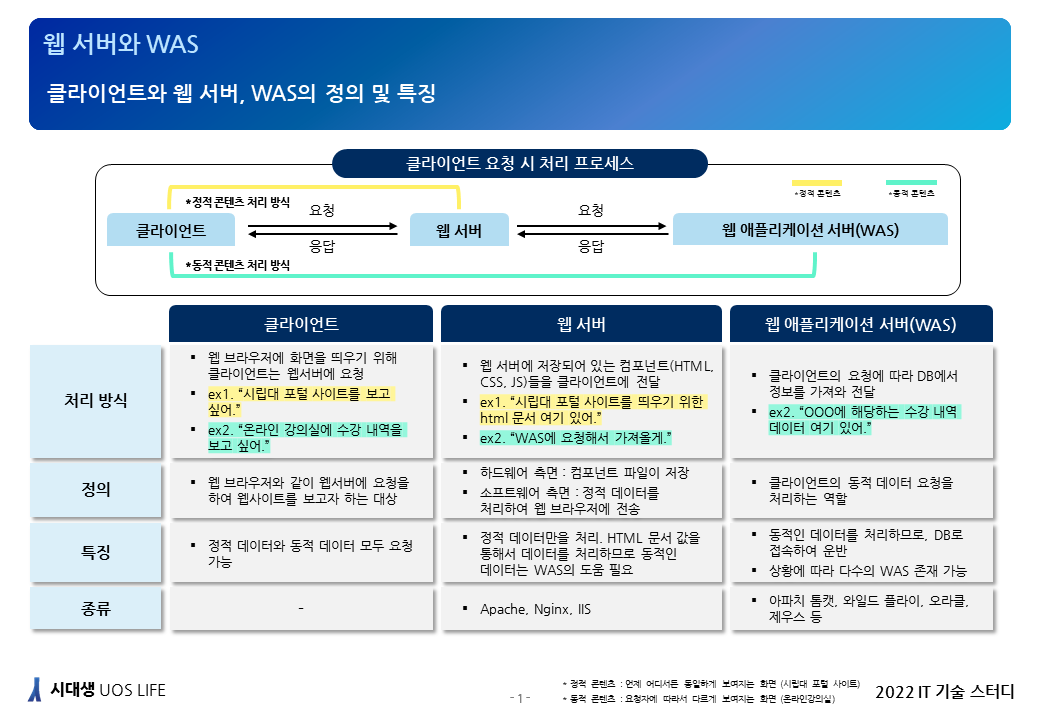 웹 서버와 WAS
클라이언트와 웹 서버, WAS의 정의 및 특징
클라이언트 요청 시 처리 프로세스
*정적 콘텐츠
*동적 콘텐츠
*정적 콘텐츠 처리 방식
클라이언트
요청
응답
웹 서버
요청
응답
웹 애플리케이션 서버(WAS)
*동적 콘텐츠 처리 방식
클라이언트
웹 서버
웹 애플리케이션 서버(WAS)
처리 방식
▪ 웹 브라우저에 화면을 띄우기 위해
클라이언트는 웹서버에 요청
▪ ex1. “시립대 포털 사이트를 보고
싶어.”
▪ ex2. “온라인 강의실에 수강 내역을
보고 싶어.”
▪ 웹 서버에 저장되어 있는 컴포넌트(HTML,
CSS, JS)들을 클라이언트에 전달
▪ ex1. “시립대 포털 사이트를 띄우기 위한
html 문서 여기 있어.”
▪ ex2. “WAS에 요청해서 가져올게.”
▪ 클라이언트의 요청에 따라 DB에서
정보를 가져와 전달
▪ ex2. “OOO에 해당하는 수강 내역
데이터 여기 있어.”
정의
▪ 웹 브라우저와 같이 웹서버에 요청을
하여 웹사이트를 보고자 하는 대상
▪ 하드웨어 측면 : 컴포넌트 파일이 저장
▪ 소프트웨어 측면 : 정적 데이터를
처리하여 웹 브라우저에 전송
▪ 클라이언트의 동적 데이터 요청을
처리하는 역할
특징
▪ 정적 데이터와 동적 데이터 모두 요청
가능
▪ 정적 데이터만을 처리. HTML 문서 값을
통해서 데이터를 처리하므로 동적인
데이터는 WAS의 도움 필요
▪ 동적인 데이터를 처리하므로, DB로
접속하여 운반
▪ 상황에 따라 다수의 WAS 존재 가능
종류
-
▪ Apache, Nginx, IIS
▪ 아파치 톰캣, 와일드 플라이, 오라클,
제우스 등
시대생 UOS LIFE
- 1 -
* 정적 콘텐츠 : 언제 어디서든 동일하게 보여지는 화면 (시립대 포털 사이트)
* 동적 콘텐츠 : 요청자에 따라서 다르게 보여지는 화면 (온라인강의실)
2022 IT 기술 스터디